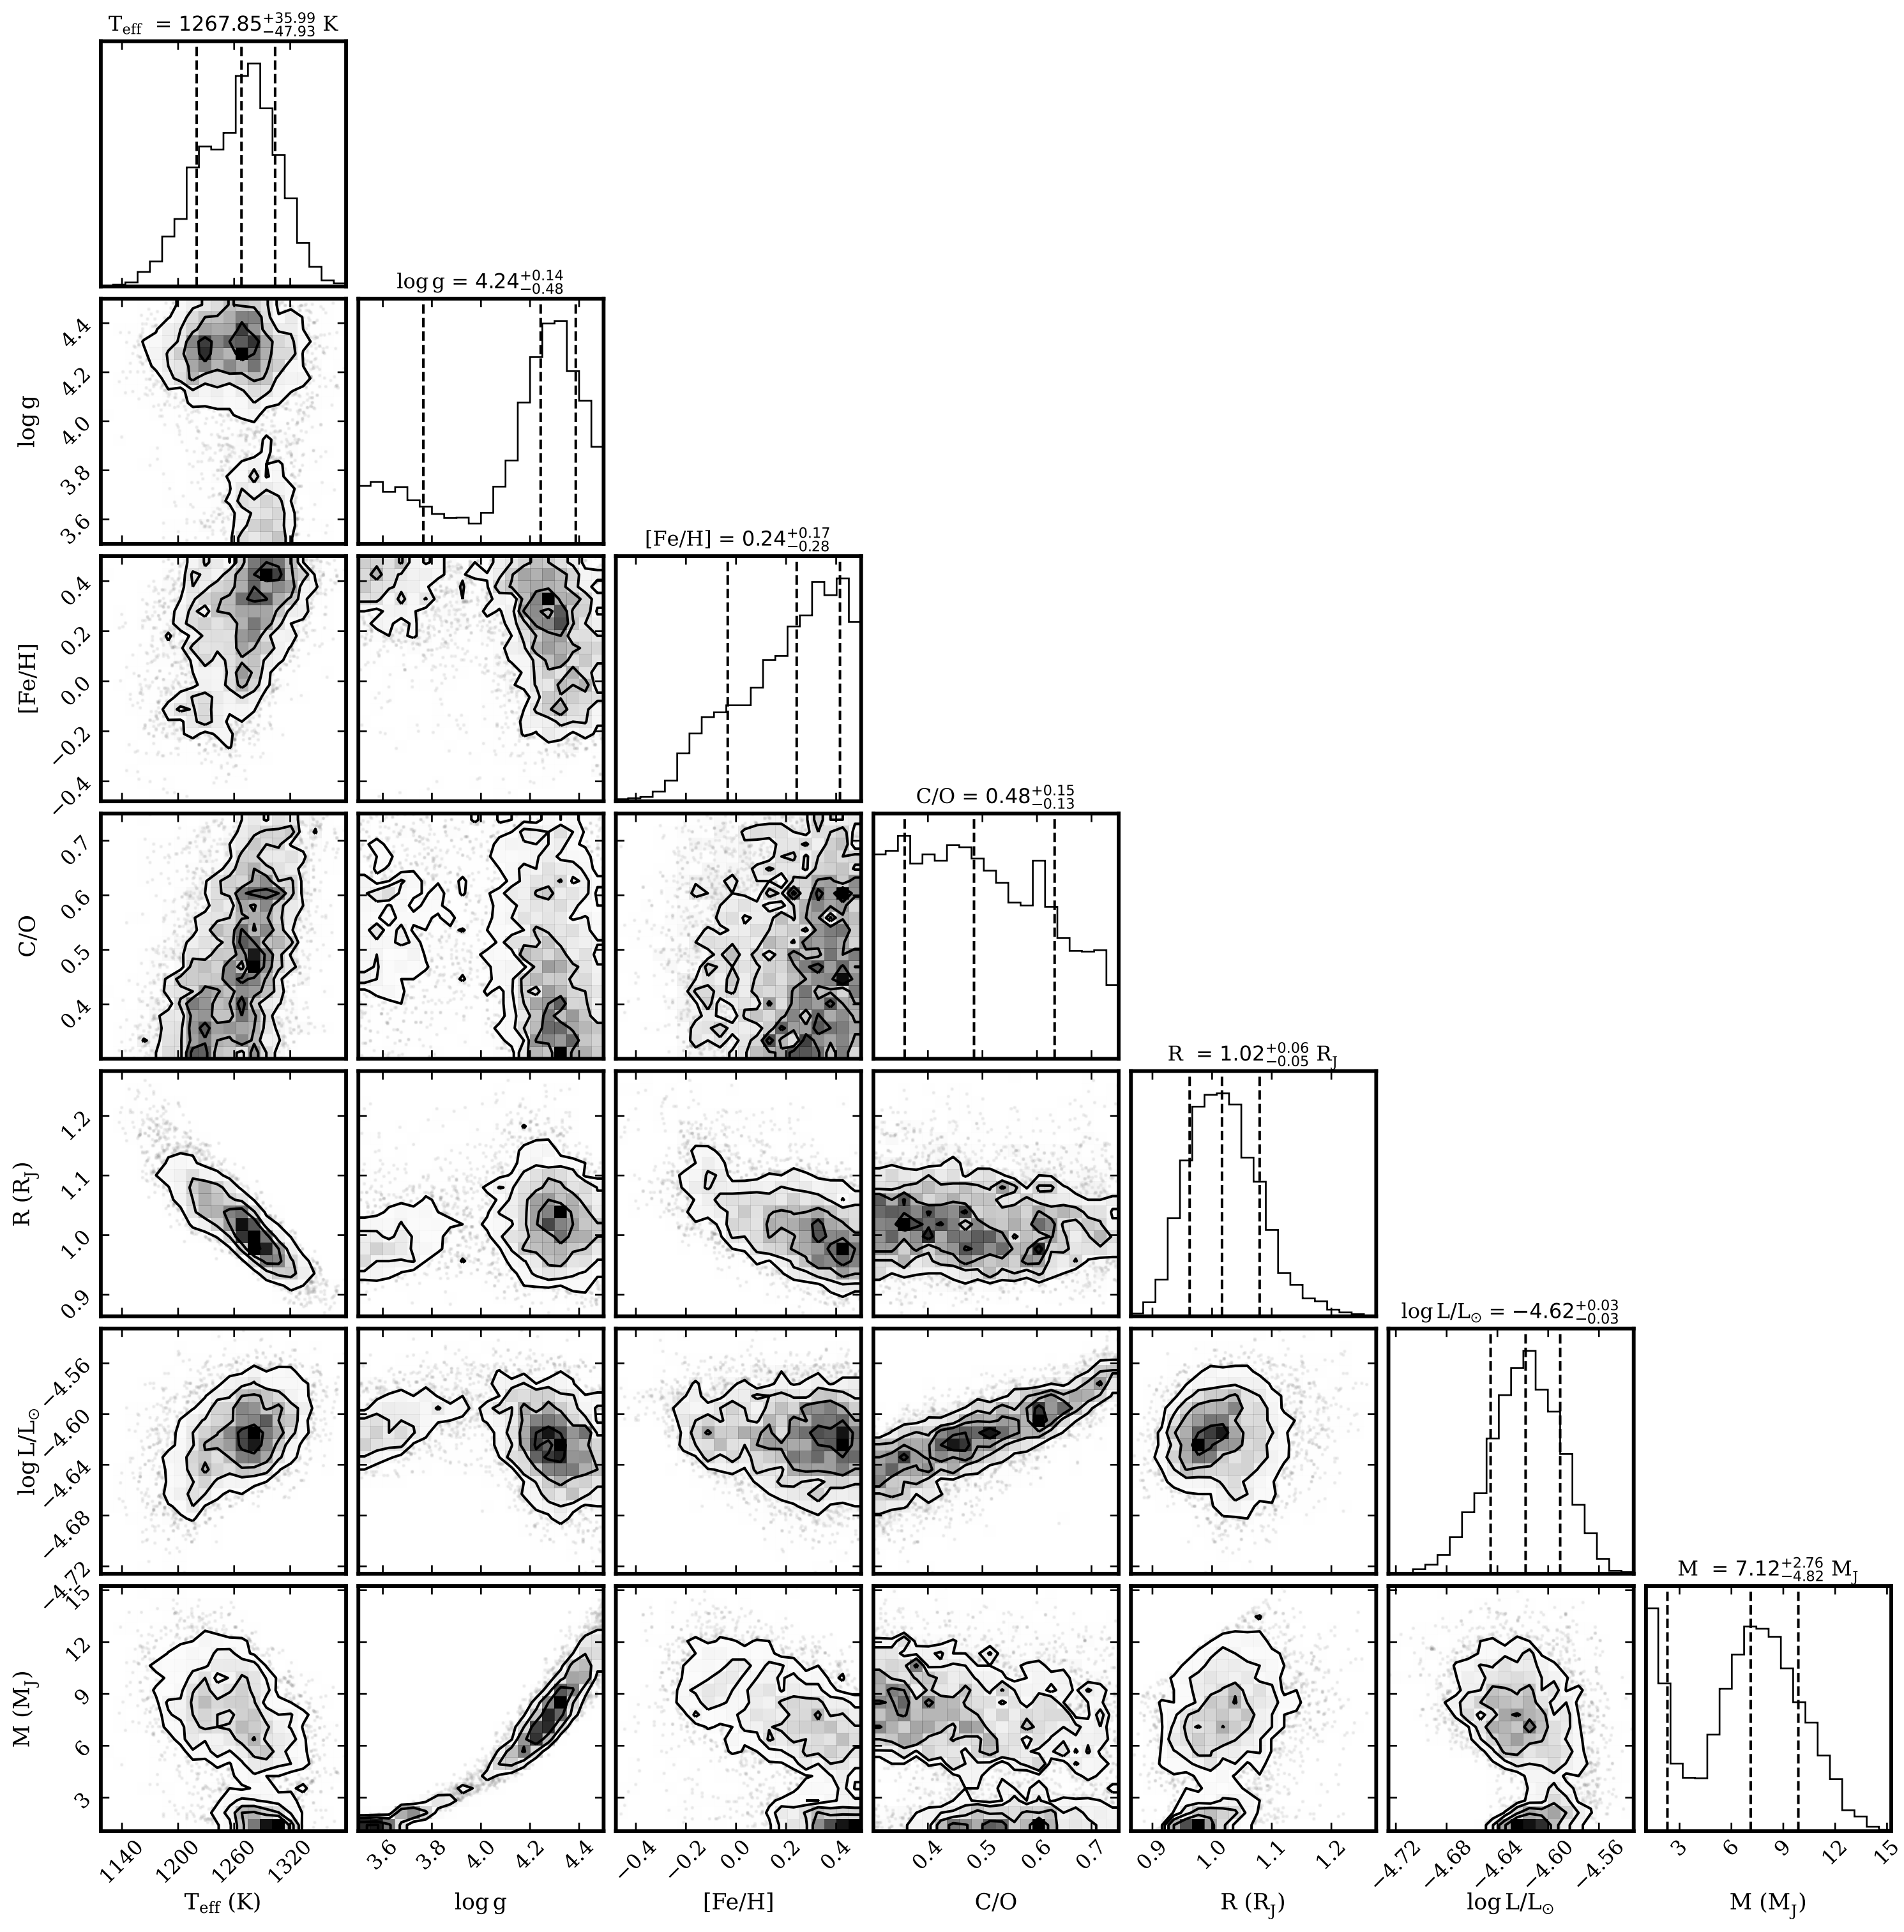 T_eff = 1267.85^{+35.99}_{−47.93} K
log g = 4.24^{+0.14}_{−0.48}
4.4
4.2
4.0
3.8
3.6
log g
[Fe/H] = 0.24^{+0.17}_{−0.28}
0.4
0.2
0.0
−0.2
−0.4
[Fe/H]
C/O = 0.48^{+0.15}_{−0.13}
0.7
0.6
0.5
0.4
C/O
R = 1.02^{+0.06}_{−0.05} R_J
1.2
1.1
1.0
0.9
R (R_J)
log L/L_☉ = −4.62^{+0.03}_{−0.03}
−4.56
−4.60
−4.64
−4.68
−4.72
log L/L_☉
M = 7.12^{+2.76}_{−4.82} M_J
15
12
9
6
3
M (M_J)
1140 1200 1260 1320 3.6 3.8 4.0 4.2 4.4 −0.4 −0.2 0.0 0.2 0.4 0.4 0.5 0.6 0.7 0.9 1.0 1.1 1.2 −4.72 −4.68 −4.64 −4.60 −4.56 3 6 9 12 15
T_eff (K) log g [Fe/H] C/O R (R_J) log L/L_☉ M (M_J)